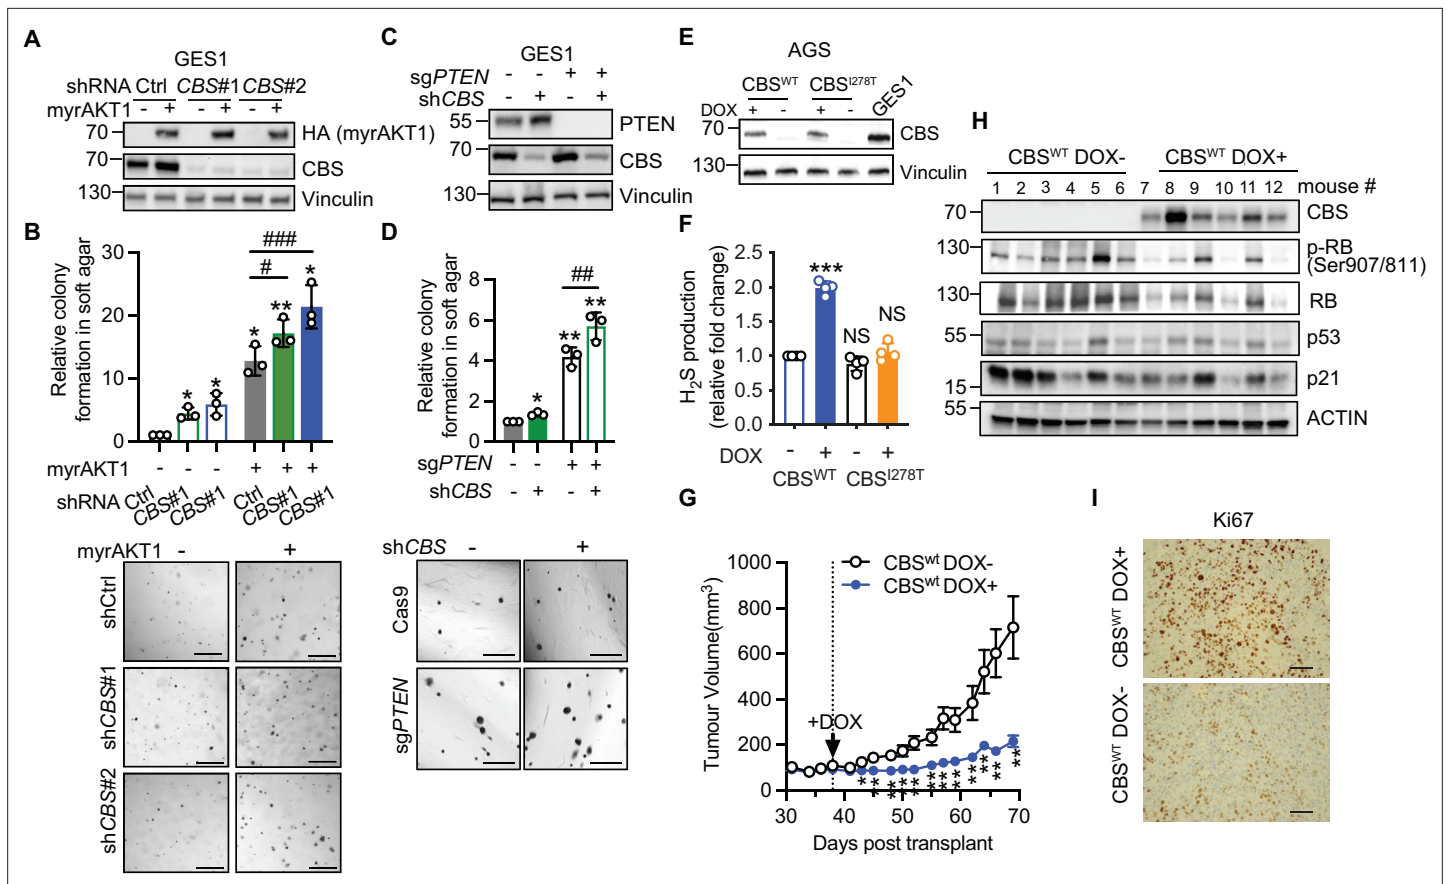 A
GES1
shRNA Ctrl CBS#1 CBS#2
myrAKT1 - + - + - +
70 HA (myrAKT1)
70 CBS
130 Vinculin
B
Relative colony
formation in soft agar
30
20
10
0
* * * ** *
#
###
myrAKT1 - - - + + +
shRNA Ctrl CBS#1 CBS#1 Ctrl CBS#1 CBS#1
myrAKT1 - +
shCtrl
shCBS#1
shCBS#2
C
GES1
sgPTEN - - + +
shCBS - + - +
55 PTEN
70 CBS
130 Vinculin
D
Relative colony
formation in soft agar
8
6
4
2
0
* ** **
##
sgPTEN - - + +
shCBS - + - +
shCBS - +
Cas9
sgPTEN
E
AGS
CBSWT CBSI278T GES1
DOX + - + -
70 CBS
130 Vinculin
F
H2S production
(relative fold change)
2.5
2.0
1.5
1.0
0.5
0.0
*** NS NS
DOX - + - +
CBSWT CBSI278T
G
Tumour Volume(mm3)
1000
800
600
400
200
0
CBSwt DOX-
CBSwt DOX+
+DOX
30 40 50 60 70
Days post transplant
H
CBSWT DOX- CBSWT DOX+
1 2 3 4 5 6 7 8 9 10 11 12 mouse #
70 CBS
130 p-RB
(Ser907/811)
130 RB
55 p53
15 p21
55 ACTIN
I
Ki67
CBSWT DOX+
CBSWT DOX-